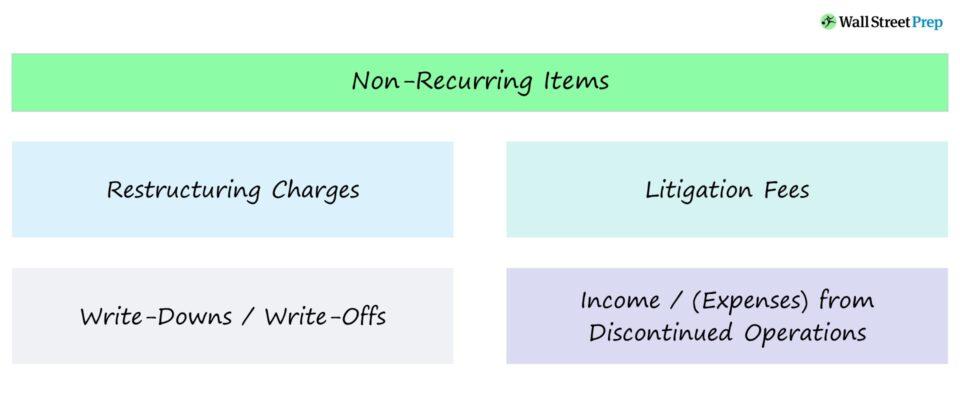 Wall Street Prep
Non-Recurring Items
Restructuring Charges
Litigation Fees
Write-Downs / Write-Offs
Income / (Expenses) from
Discontinued Operations